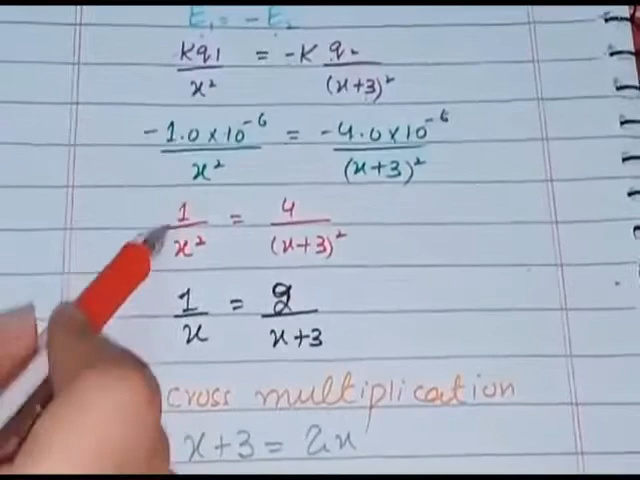 E₁ = - E₂
Kq1/x² = -K q₂/(x+3)²
-1.0×10⁻⁶/x² = -4.0×10⁻⁶/(x+3)²
1/x² = 4/(x+3)²
1/x = 2/x+3
cross multiplication
x+3 = 2x